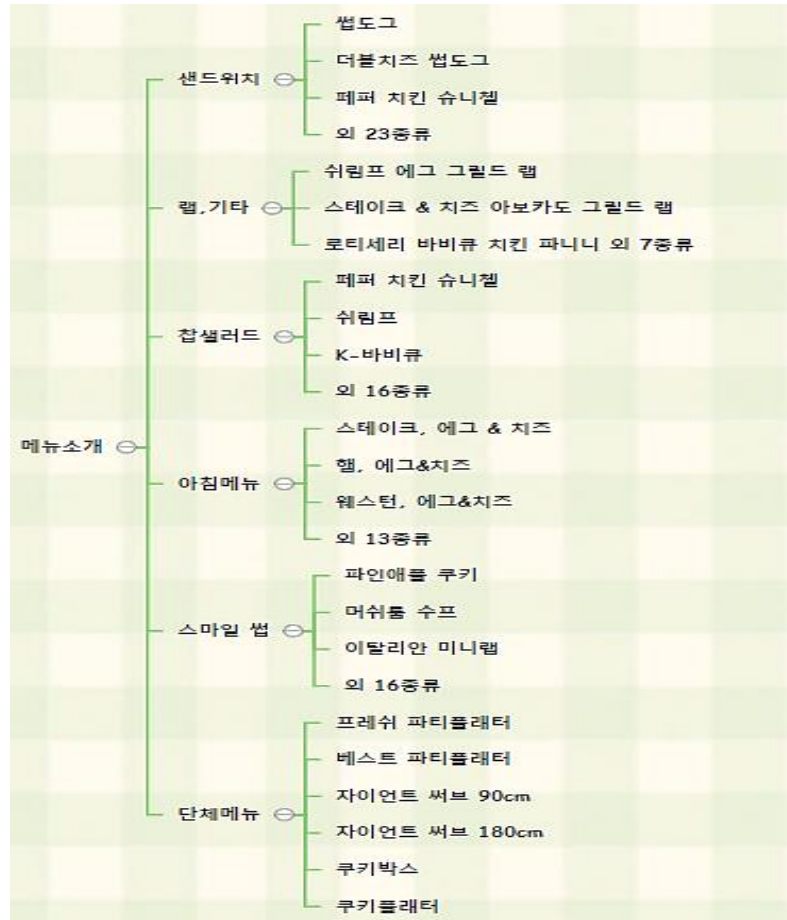 메뉴소개
샌드위치
썹도그
더블치즈 썹도그
페퍼 치킨 슈니첼
외 23종류
랩,기타
쉬림프 에그 그릴드 랩
스테이크 & 치즈 아보카도 그릴드 랩
로티세리 바비큐 치킨 파니니 외 7종류
찹샐러드
페퍼 치킨 슈니첼
쉬림프
K-바비큐
외 16종류
아침메뉴
스테이크, 에그 & 치즈
햄, 에그&치즈
웨스턴, 에그&치즈
외 13종류
스마일 썹
파인애플 쿠키
머쉬룸 수프
이탈리안 미니랩
외 16종류
단체메뉴
프레쉬 파티플래터
베스트 파티플래터
자이언트 써브 90cm
자이언트 써브 180cm
쿠키박스
쿠키플래터